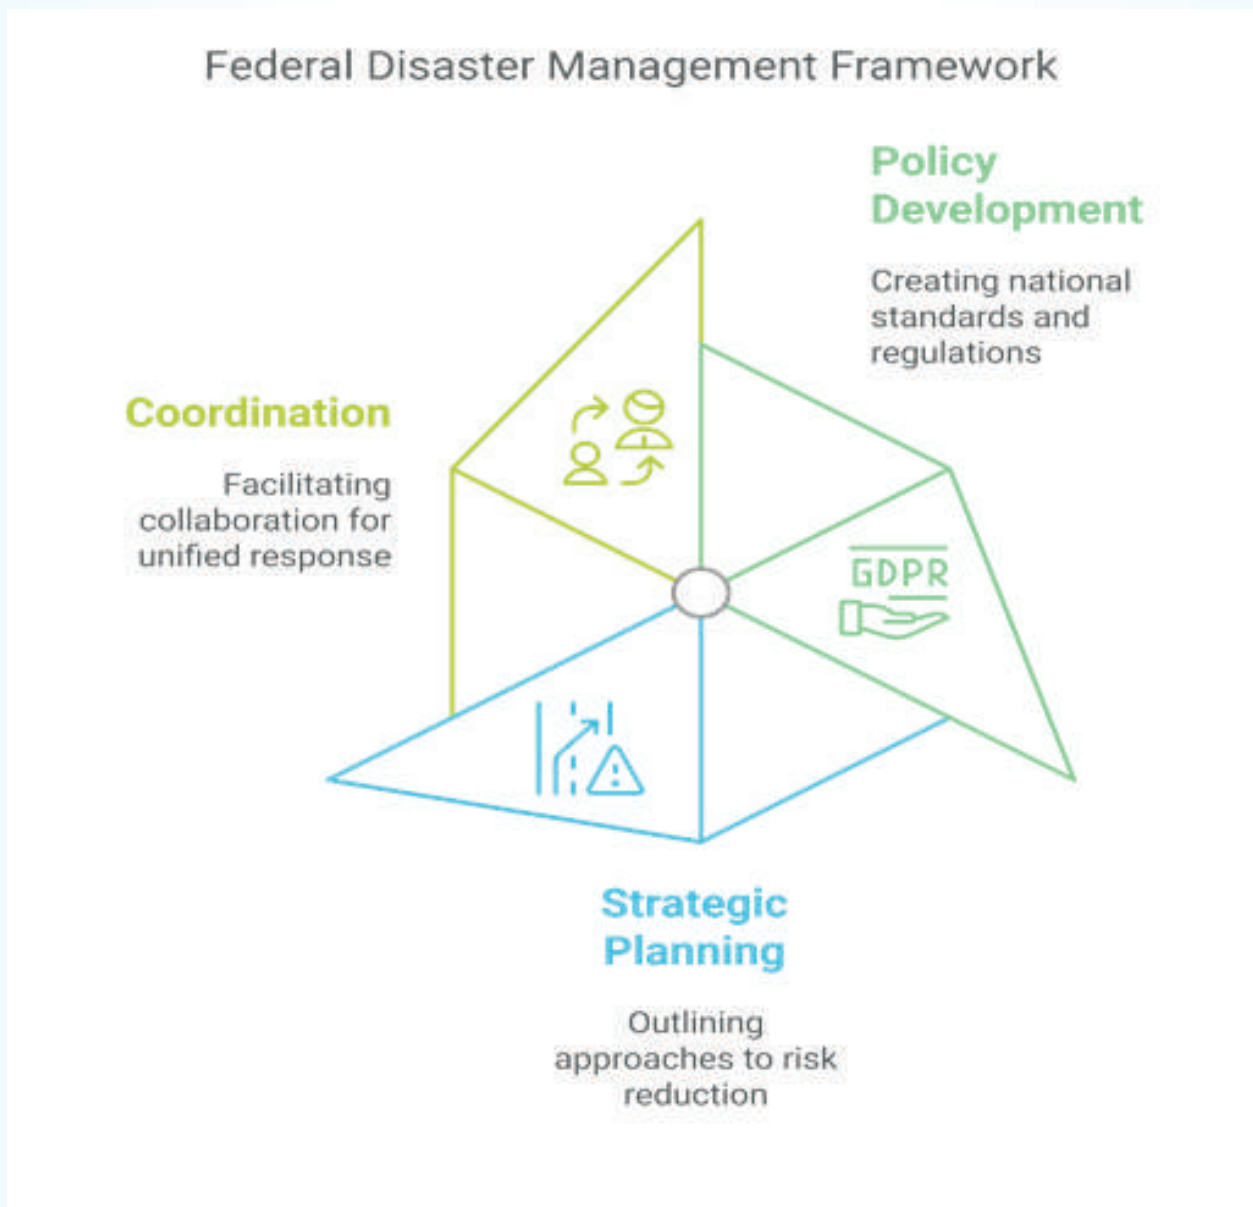 Federal Disaster Management Framework
Policy
Development
Creating national
standards and
regulations
Coordination
Facilitating
collaboration for
unified response
GDPR
Strategic
Planning
Outlining
approaches to risk
reduction